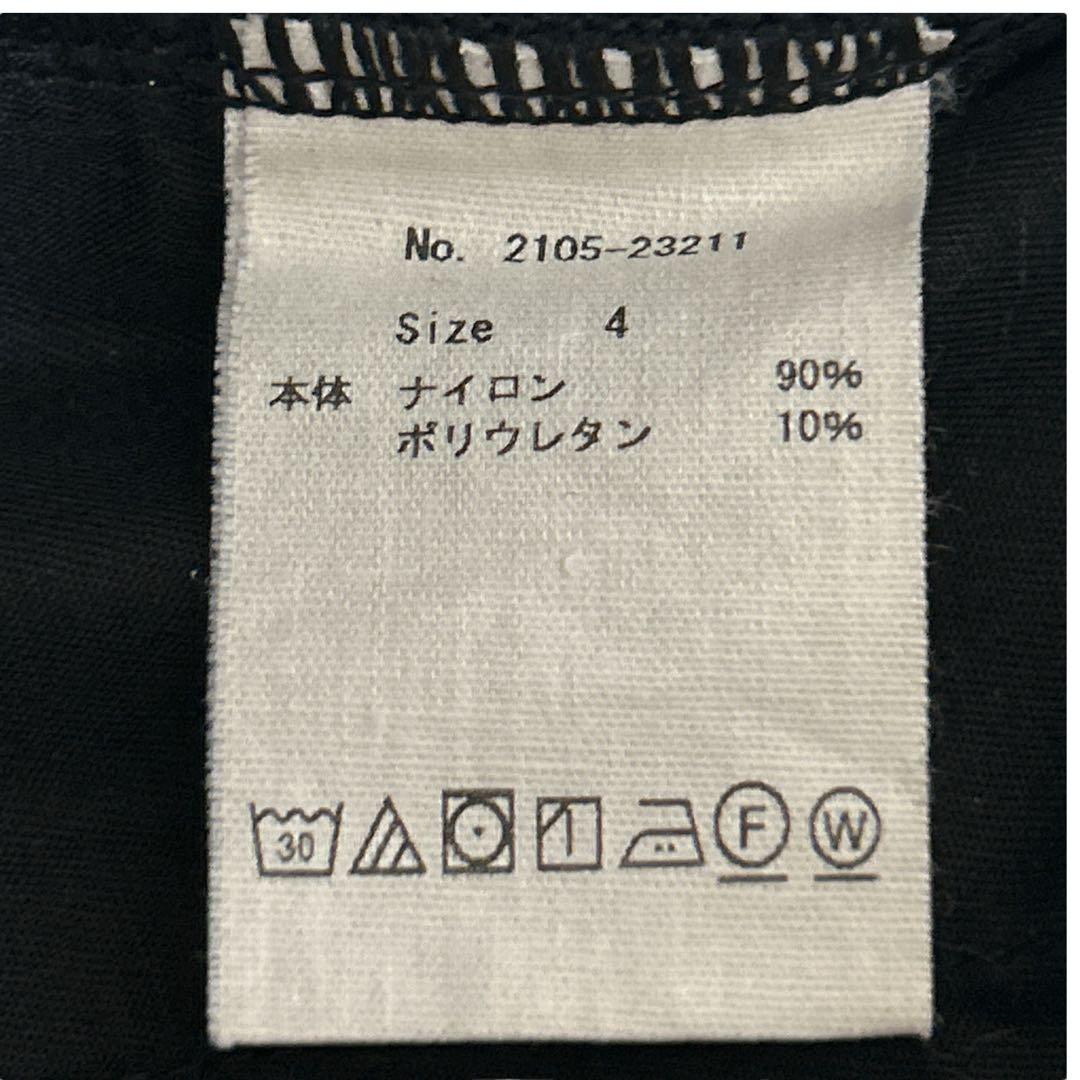 No. 2105-23211
Size 4
本体 ナイロン 90%
ポリウレタン 10%
30
F W